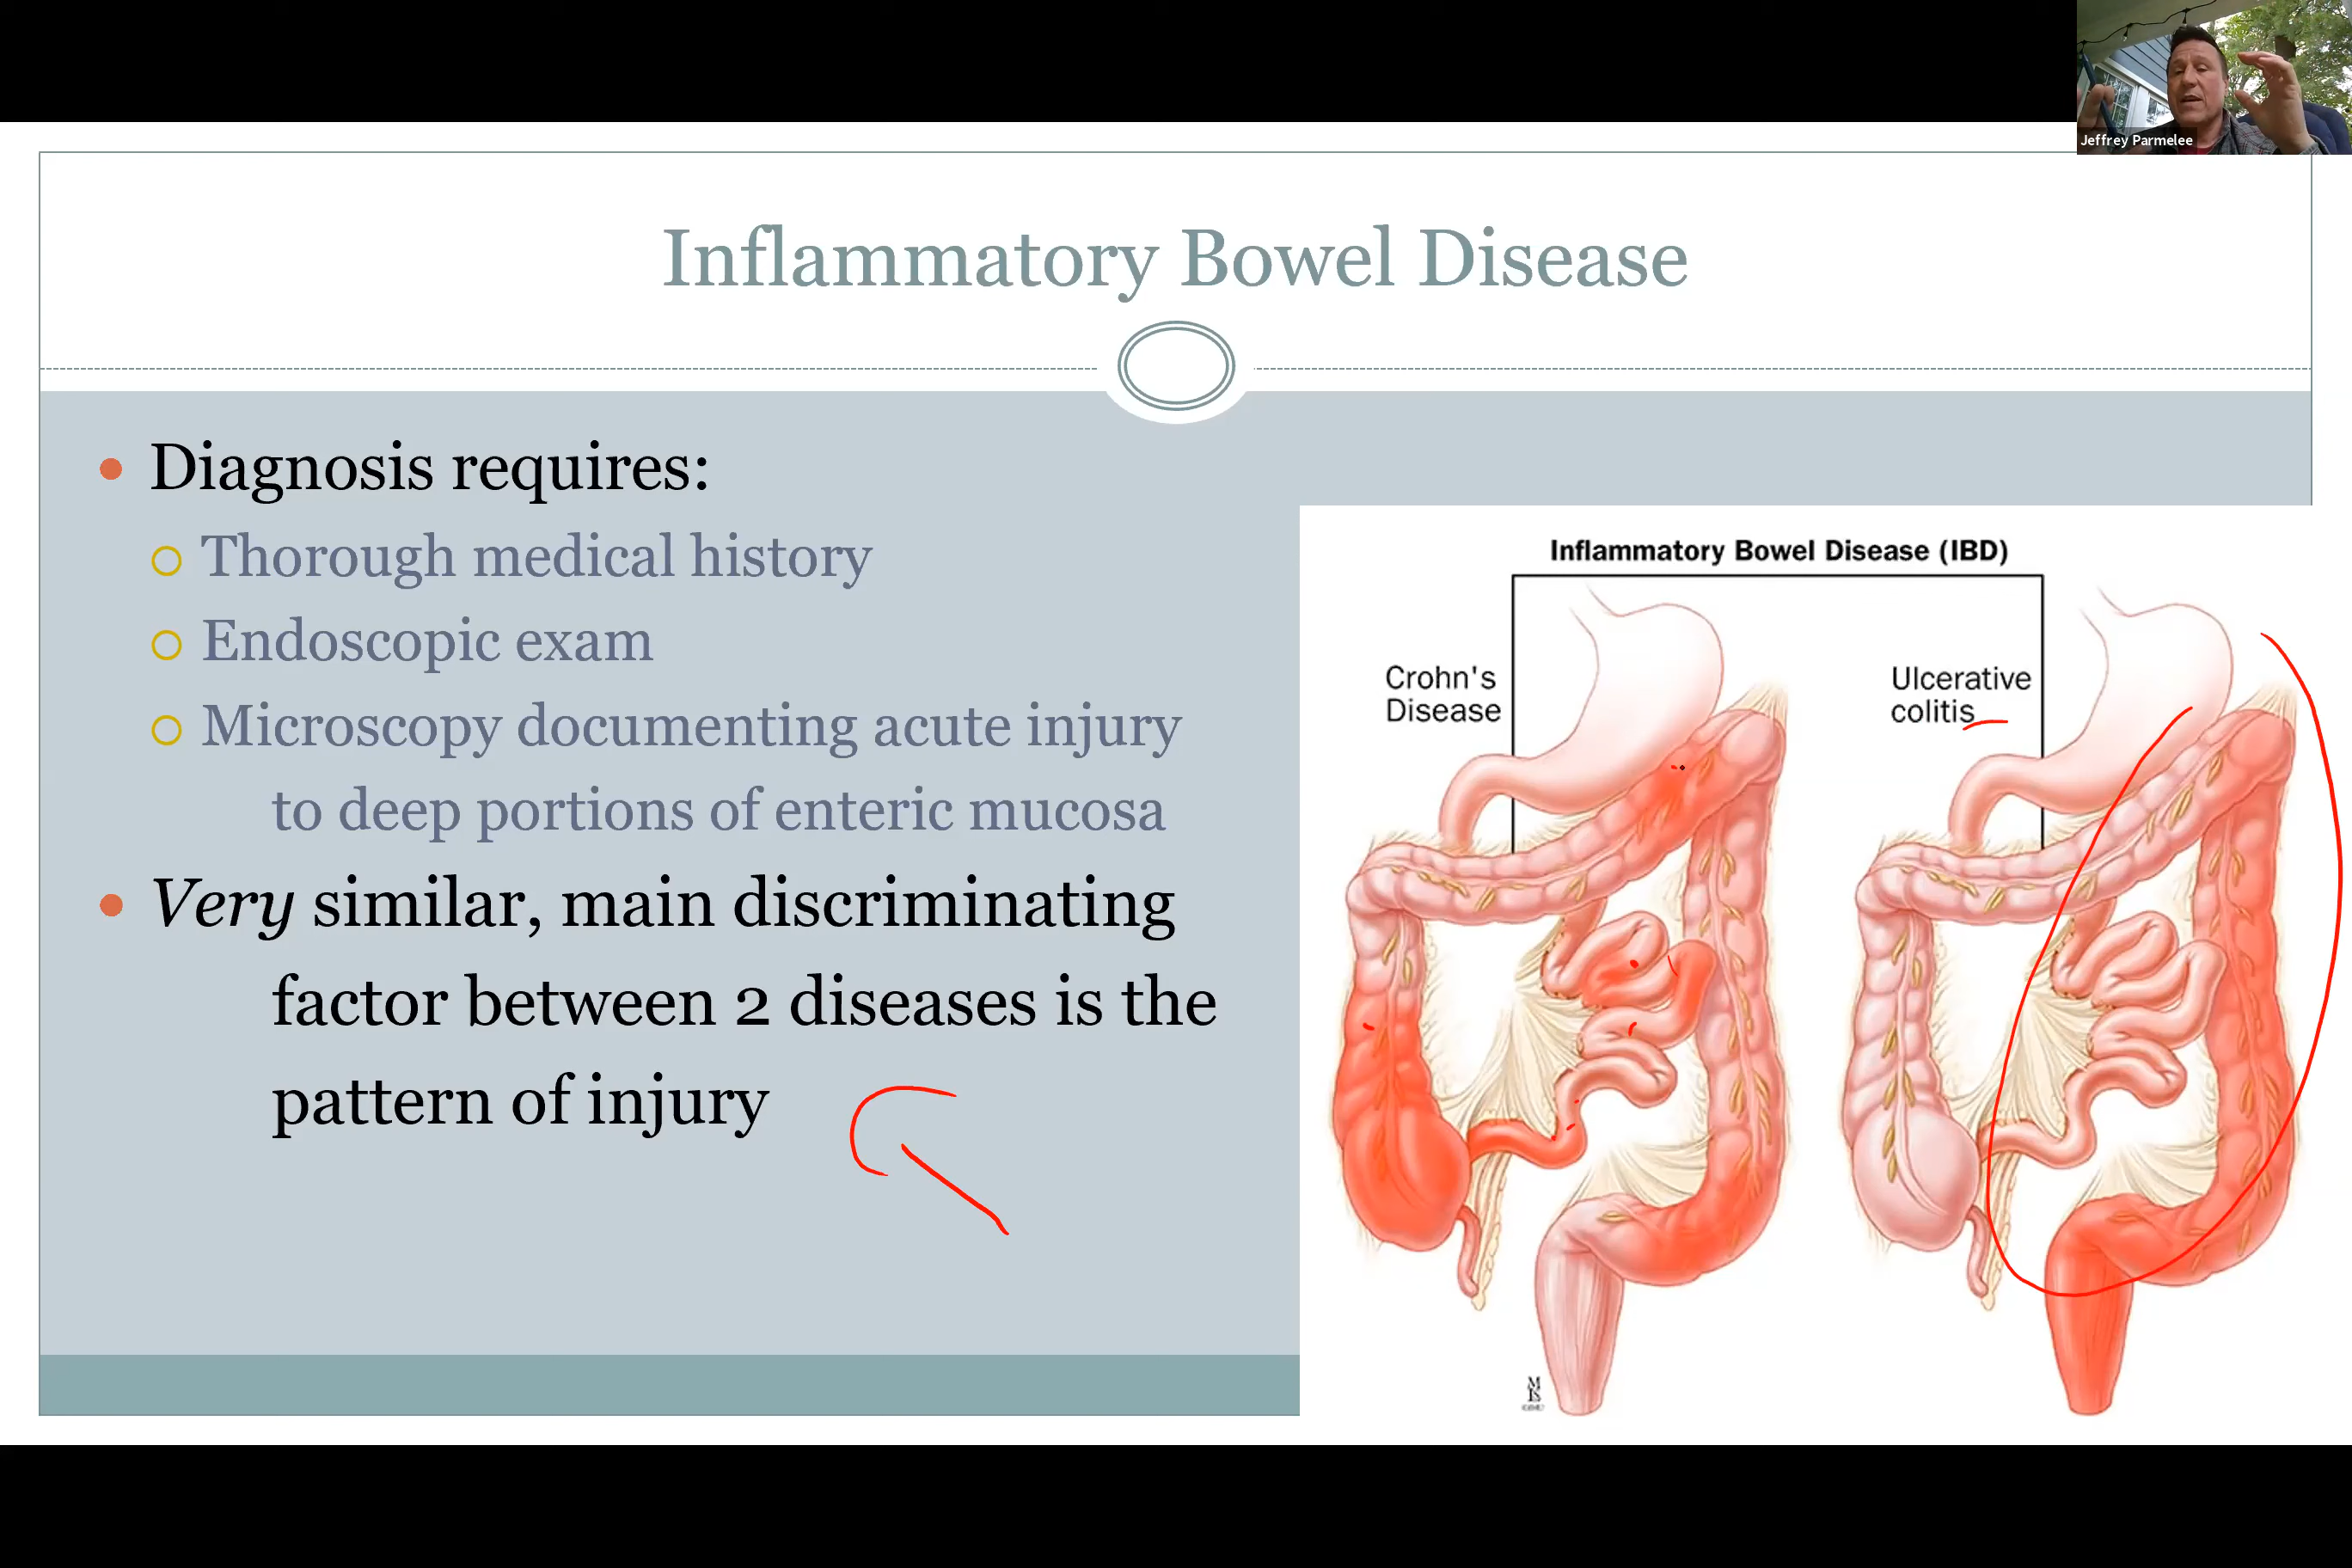 Jeffrey Parmelee
Inflammatory Bowel Disease
Diagnosis requires:
Thorough medical history
Endoscopic exam
Microscopy documenting acute injury
to deep portions of enteric mucosa
Very similar, main discriminating
factor between 2 diseases is the
pattern of injury
Inflammatory Bowel Disease (IBD)
Crohn's
Disease
Ulcerative
colitis